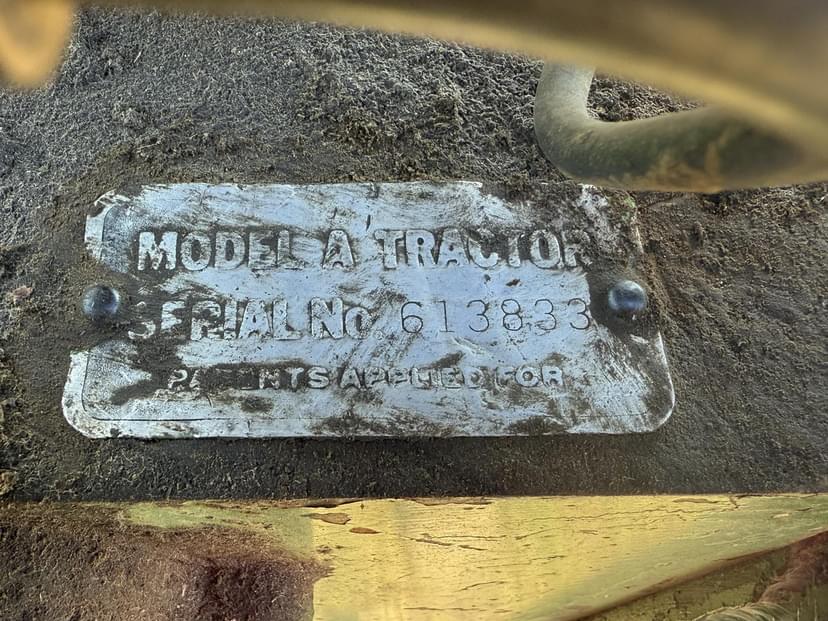 MODEL A TRACTOR
SERIAL No. 613833
PATENTS APPLIED FOR